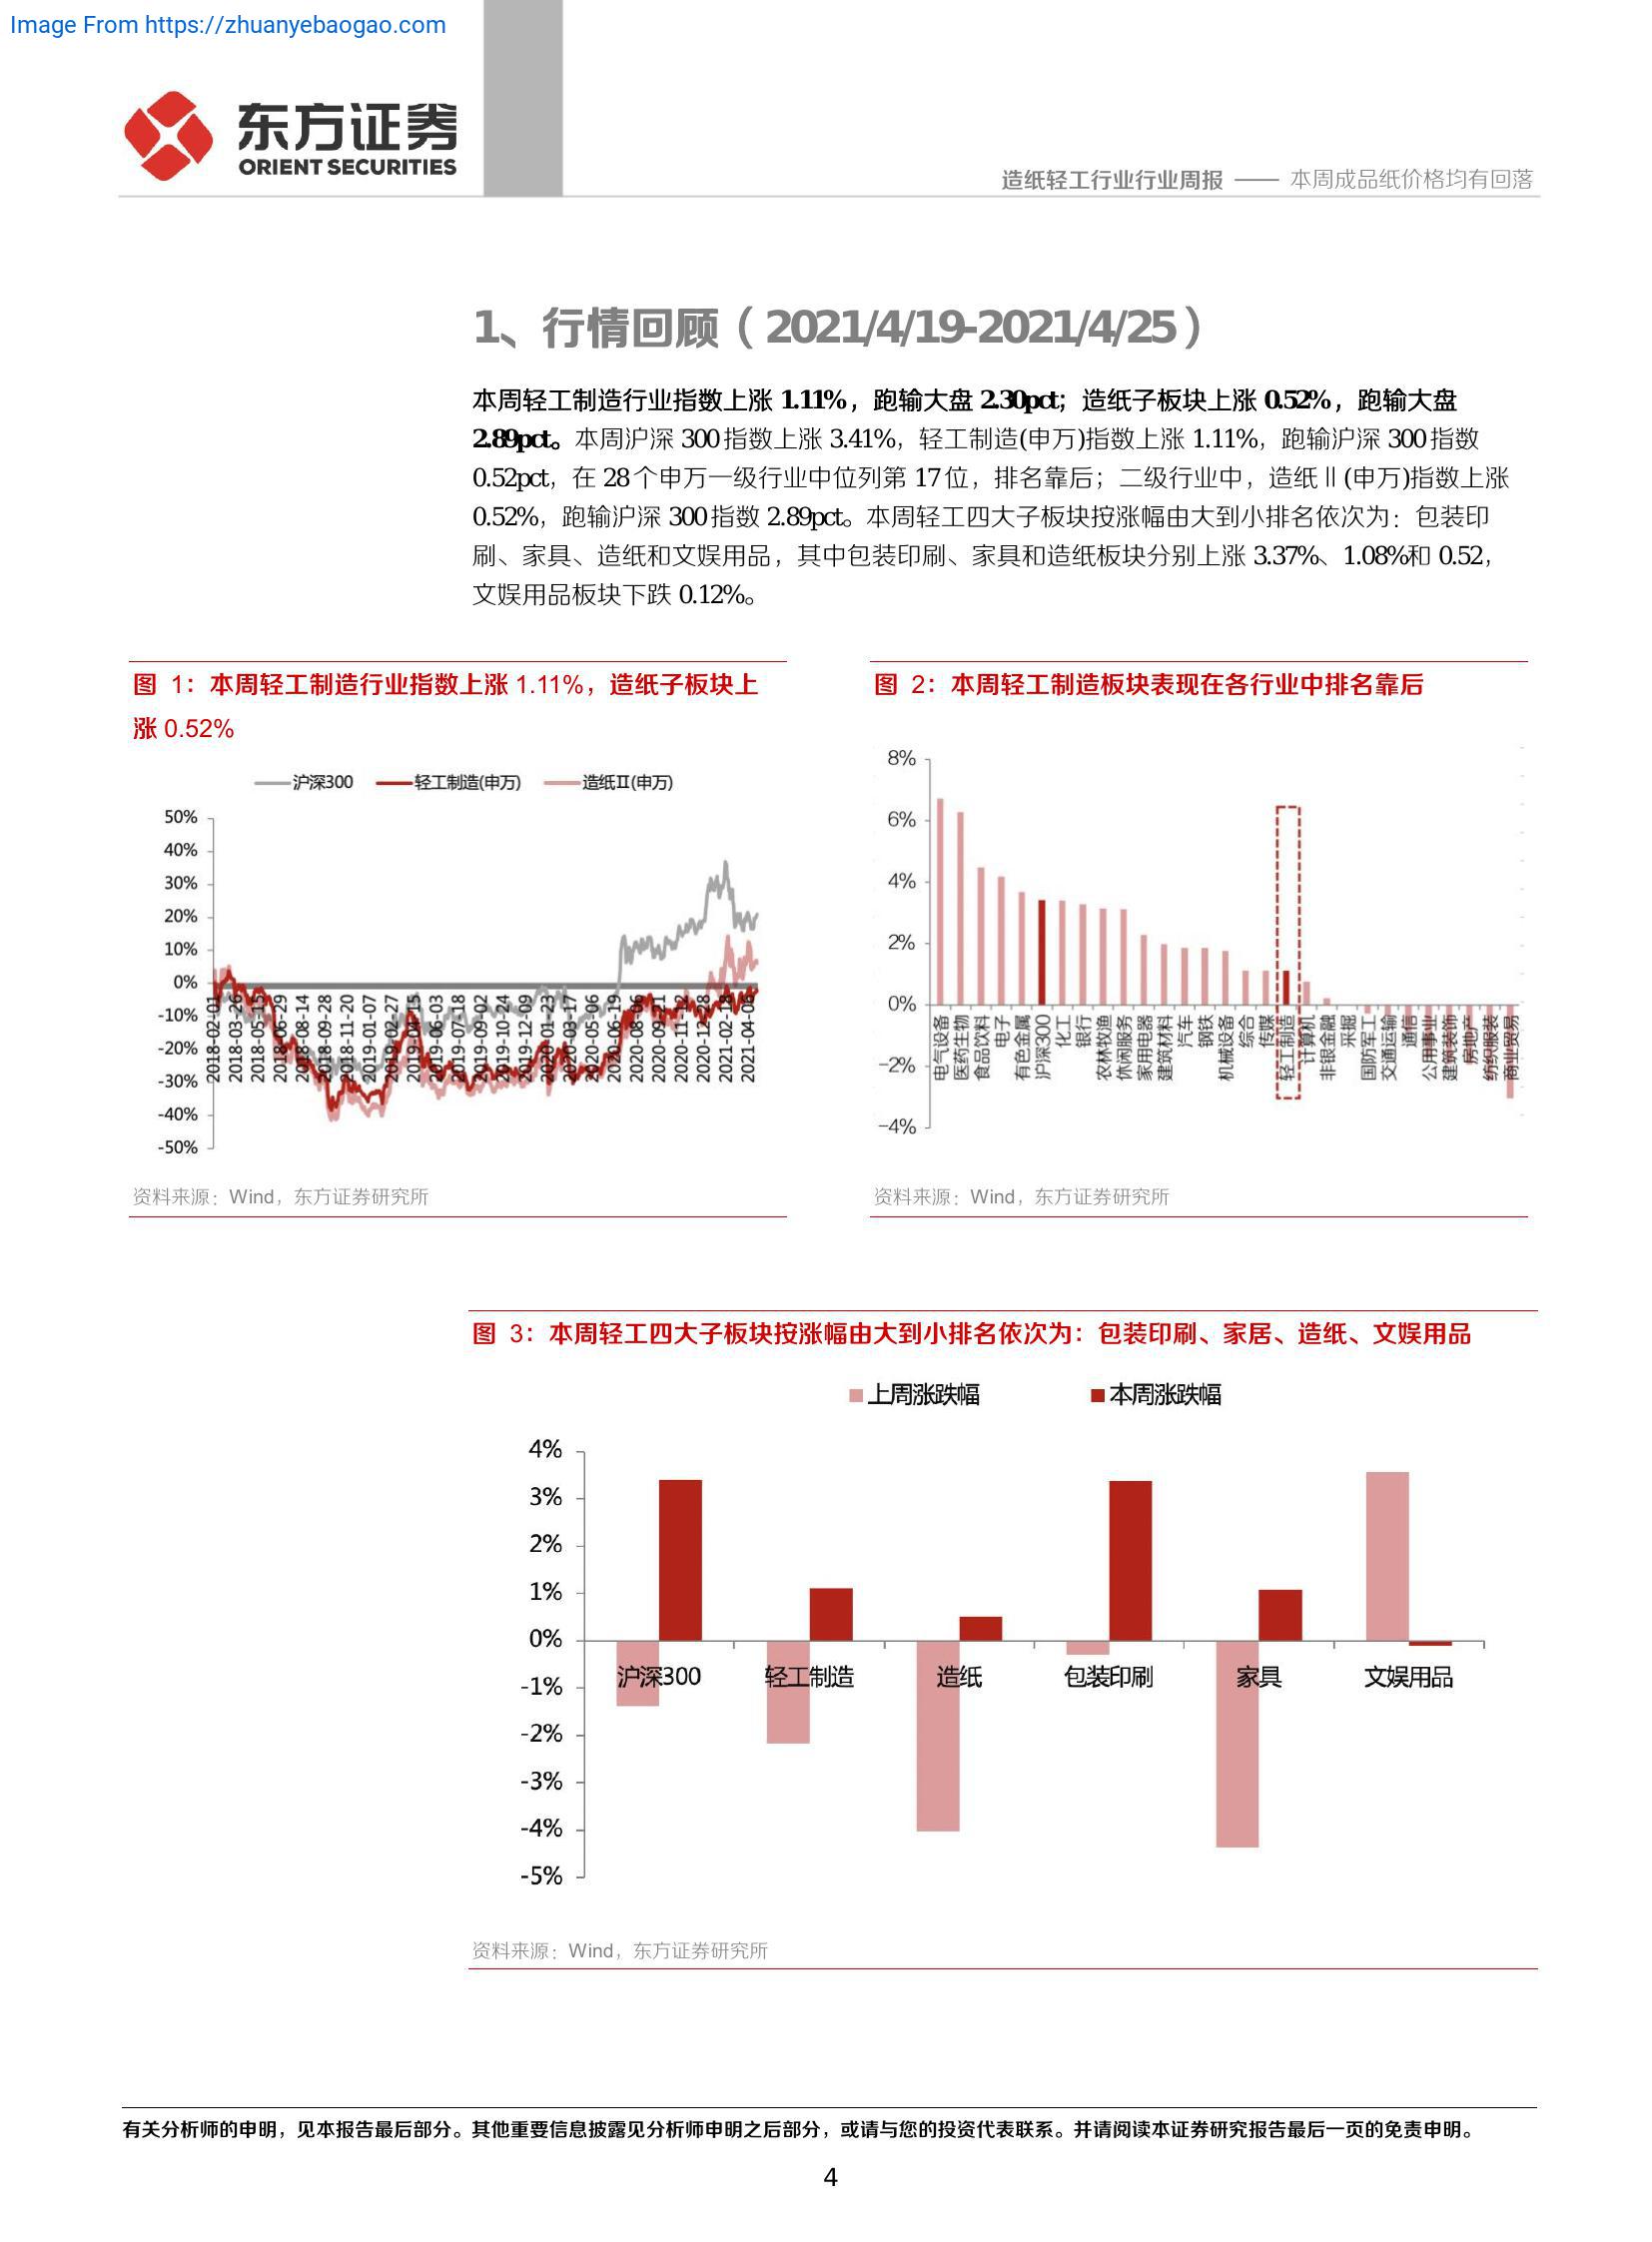 Image From https://zhuanyebaogao.com
东方证券
ORIENT SECURITIES
造纸轻工行业行业周报 —— 本周成品纸价格均有回落
1、行情回顾（2021/4/19-2021/4/25）
本周轻工制造行业指数上涨 1.11%，跑输大盘 2.30pct；造纸子板块上涨 0.52%，跑输大盘
2.89pct。本周沪深 300 指数上涨 3.41%，轻工制造(申万)指数上涨 1.11%，跑输沪深 300 指数
0.52pct，在 28 个申万一级行业中位列第 17 位，排名靠后；二级行业中，造纸Ⅱ(申万)指数上涨
0.52%，跑输沪深 300 指数 2.89pct。本周轻工四大子板块按涨幅由大到小排名依次为：包装印
刷、家具、造纸和文娱用品，其中包装印刷、家具和造纸板块分别上涨 3.37%、1.08%和 0.52，
文娱用品板块下跌 0.12%。
图 1：本周轻工制造行业指数上涨 1.11%，造纸子板块上
涨 0.52%
沪深300 轻工制造(申万) 造纸Ⅱ(申万)
50%
40%
30%
20%
10%
0%
-10%
-20%
-30%
-40%
-50%
2018-02-01
2018-03-26
2018-05-15
2018-06-29
2018-08-14
2018-09-28
2018-11-20
2019-01-07
2019-02-27
2019-04-15
2019-06-03
2019-07-18
2019-09-02
2019-10-24
2019-12-09
2020-01-23
2020-03-17
2020-05-06
2020-06-19
2020-08-06
2020-09-21
2020-11-12
2020-12-28
2021-02-18
2021-04-06
资料来源：Wind，东方证券研究所
图 2：本周轻工制造板块表现在各行业中排名靠后
8%
6%
4%
2%
0%
-2%
-4%
电气设备
医药生物
食品饮料
电子
有色金属
沪深300
化工
银行
农林牧渔
休闲服务
家用电器
建筑材料
汽车
钢铁
机械设备
综合
传媒
轻工制造
计算机
非银金融
采掘
国防军工
交通运输
通信
公用事业
建筑装饰
房地产
纺织服装
商业贸易
资料来源：Wind，东方证券研究所
图 3：本周轻工四大子板块按涨幅由大到小排名依次为：包装印刷、家居、造纸、文娱用品
上周涨跌幅 本周涨跌幅
4%
3%
2%
1%
0%
-1%
-2%
-3%
-4%
-5%
沪深300 轻工制造 造纸 包装印刷 家具 文娱用品
资料来源：Wind，东方证券研究所
有关分析师的申明，见本报告最后部分。其他重要信息披露见分析师申明之后部分，或请与您的投资代表联系。并请阅读本证券研究报告最后一页的免责申明。
4